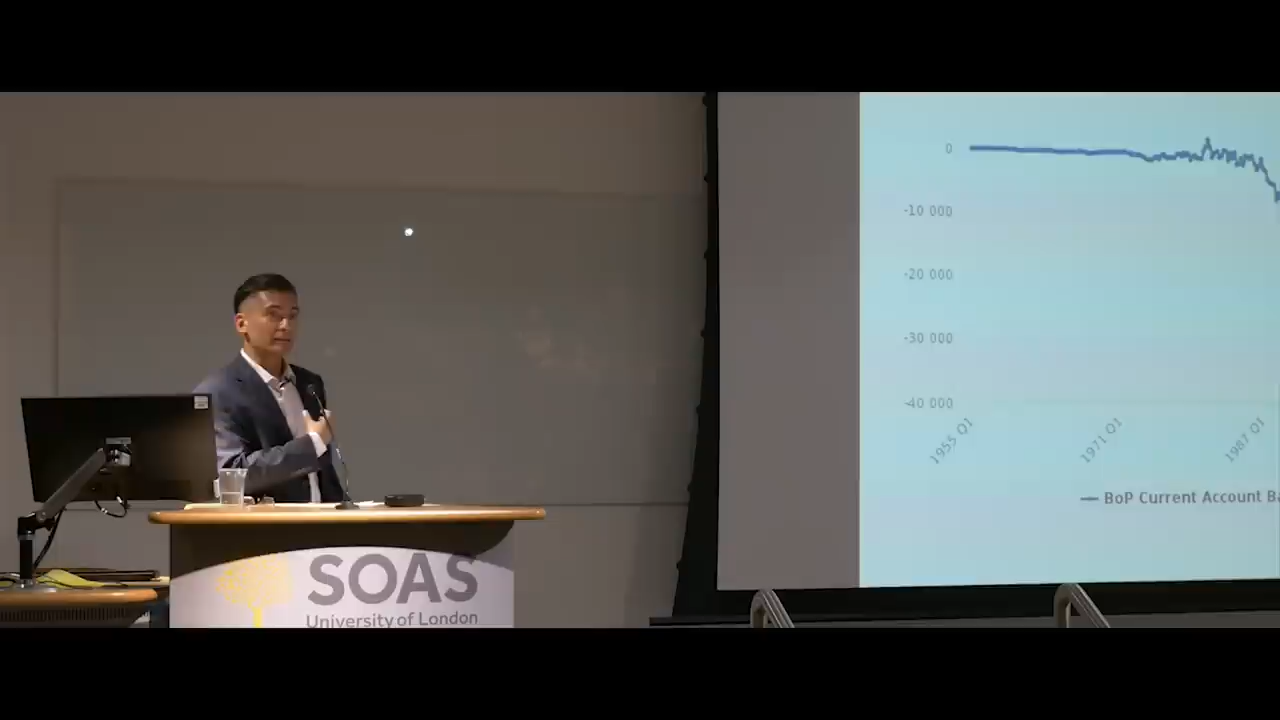 0
-10 000
-20 000
-30 000
-40 000
1955 Q1
1971 Q1
1987 Q1
BoP Current Account Ba
SOAS
University of London